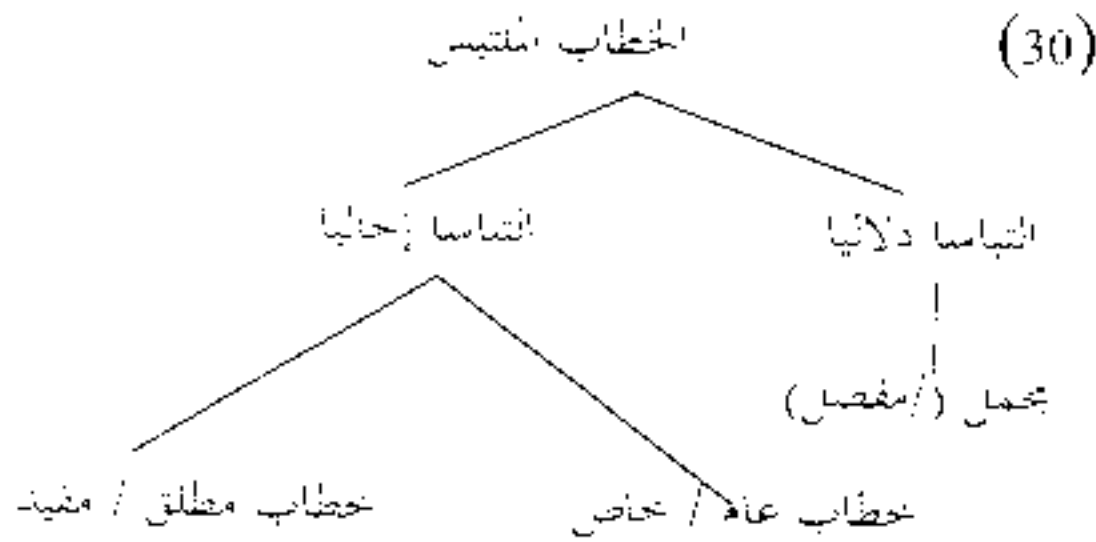 (30) الخطاب الملتبس
التباسا دلاليا التباسا إحاليا
مجمل (/مفصل)
خطاب عام / خاص خطاب مطلق / مقيد